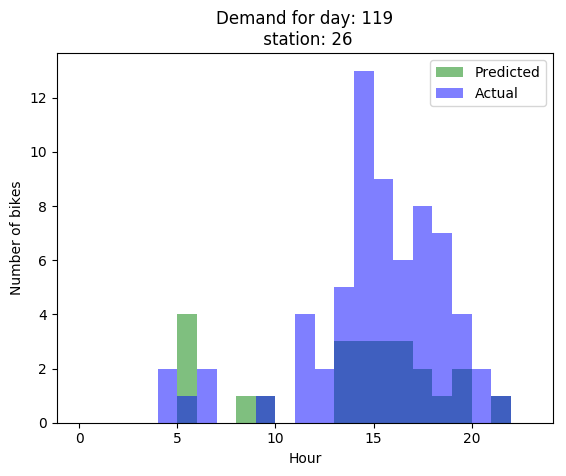 Demand for day: 119
station: 26
Predicted
Actual
Number of bikes
12
10
8
6
4
2
0
0
5
10
15
20
Hour